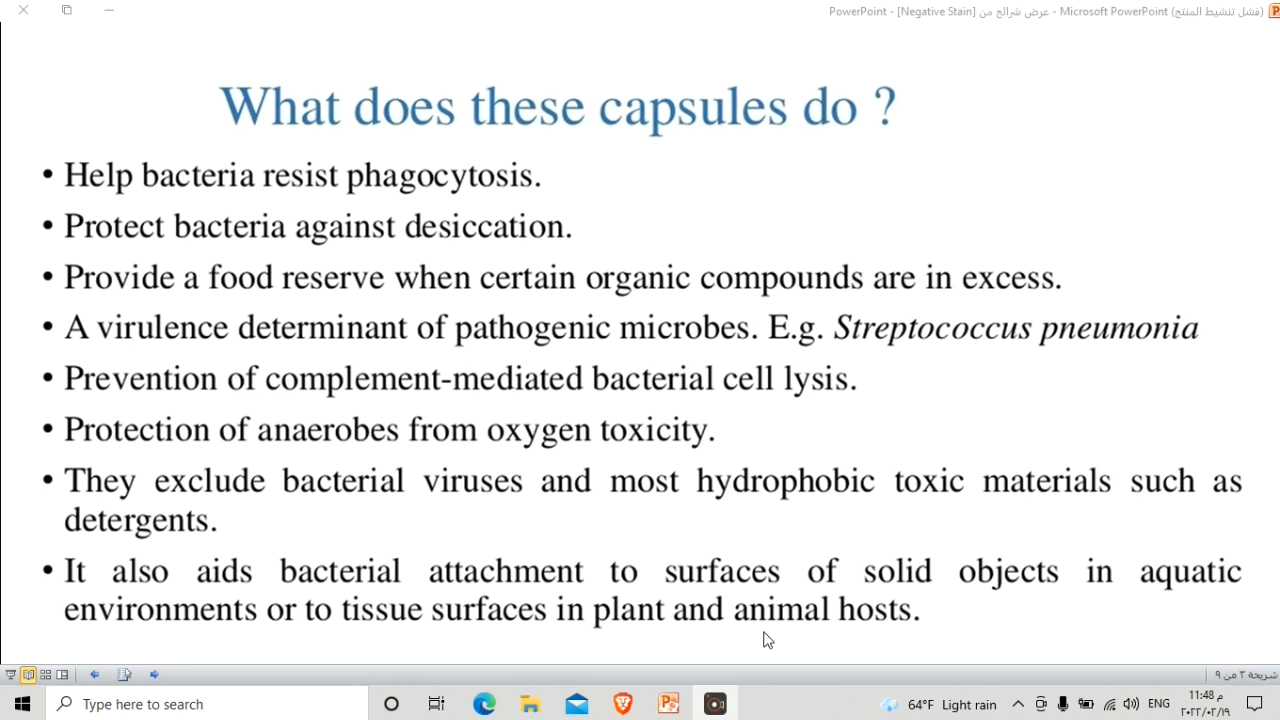 PowerPoint - [Negative Stain] عرض شرائح من - Microsoft PowerPoint (فشل تنشيط المنتج)
What does these capsules do ?
• Help bacteria resist phagocytosis.
• Protect bacteria against desiccation.
• Provide a food reserve when certain organic compounds are in excess.
• A virulence determinant of pathogenic microbes. E.g. Streptococcus pneumonia
• Prevention of complement-mediated bacterial cell lysis.
• Protection of anaerobes from oxygen toxicity.
• They exclude bacterial viruses and most hydrophobic toxic materials such as
detergents.
• It also aids bacterial attachment to surfaces of solid objects in aquatic
environments or to tissue surfaces in plant and animal hosts.
شريحة ٣ من ٩
Type here to search
64°F Light rain
ENG
11:48 م
٢٠٢٢/٠٢/١٩